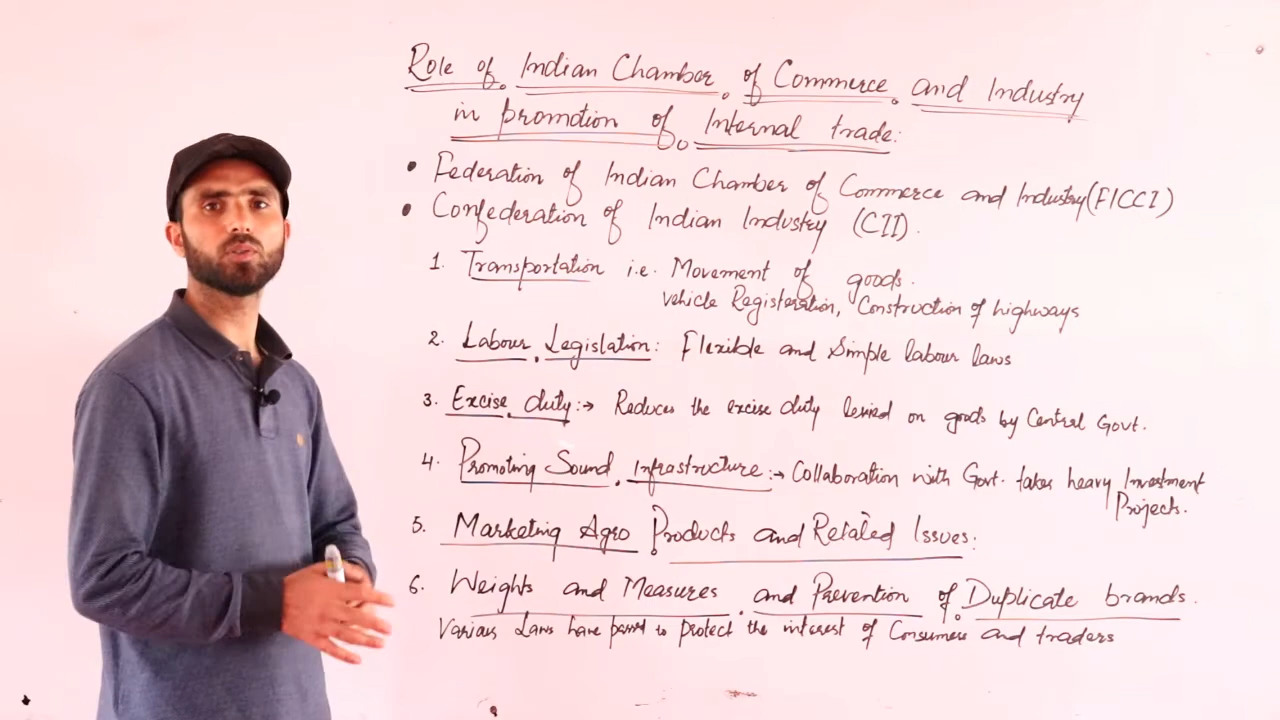 Role of Indian Chamber of Commerce and Industry
in promotion of Internal trade:
• Federation of Indian Chamber of Commerce and Industry (FICCI)
• Confederation of Indian Industry (CII).
1. Transportation i.e. Movement of goods.
vehicle Registeration, Construction of highways
2. Labour Legislation: Flexible and Simple labour laws
3. Excise duty:→ Reduces the excise duty levied on goods by Central Govt.
4. Promoting Sound Infrastructure:→ Collaboration with Govt. takes heavy Investment
Projects.
5. Marketing Agro Products and Related Issues:
6. Weights and Measures and Prevention of Duplicate brands.
Various Laws have passed to protect the interest of Consumers and traders